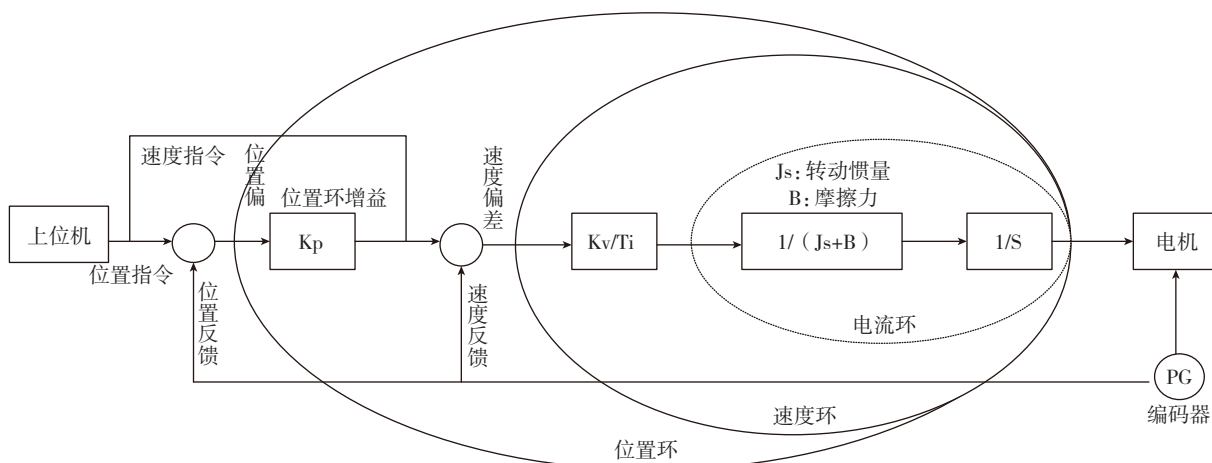 速度指令
位置偏
位置环增益
速度偏差
Js：转动惯量
B：摩擦力
上位机
Kp
Kv/Ti
1/（Js+B）
1/S
电机
位置指令
位置反馈
速度反馈
电流环
PG
编码器
速度环
位置环